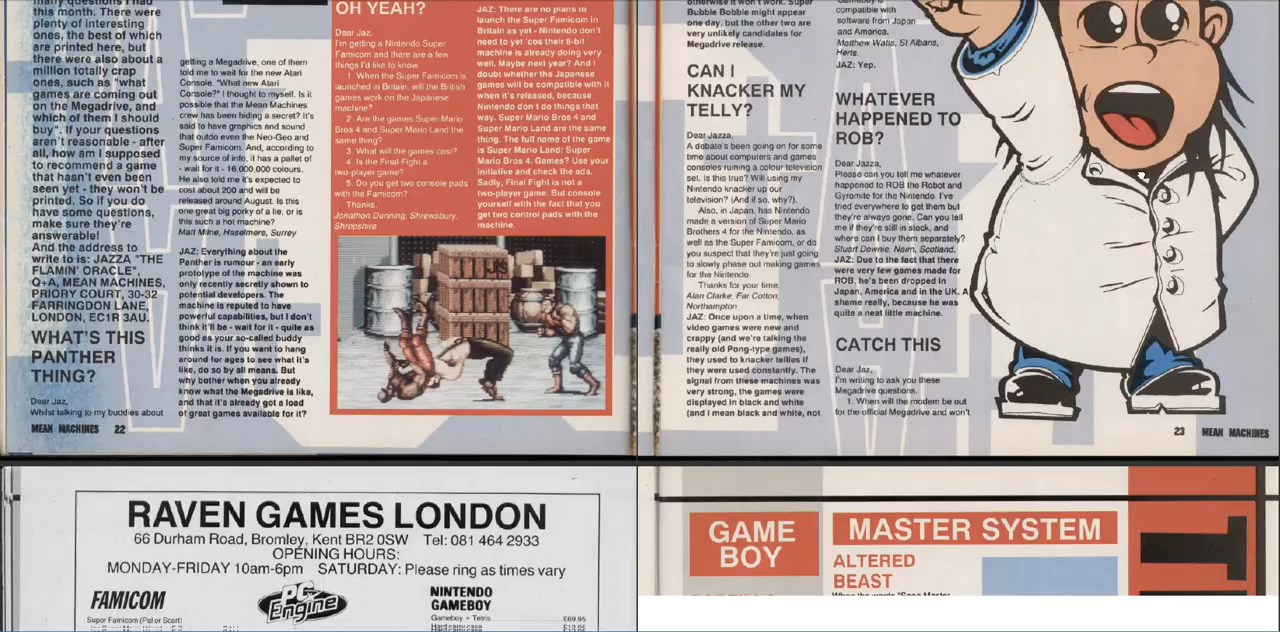 many questions I had
this month. There were
plenty of interesting
ones, the best of which
are printed here, but
there were also about a
million totally crap
ones, such as "what
games are coming out
on the Megadrive, and
which of them I should
buy". If your questions
aren't reasonable - after
all, how am I supposed
to recommend a game
that hasn't even been
seen yet - they won't be
printed. So if you do
have some questions,
make sure they're
answerable!
And the address to
write to is: JAZZA "THE
FLAMIN' ORACLE",
Q+A, MEAN MACHINES,
PRIORY COURT, 30-32
FARRINGDON LANE,
LONDON, EC1R 3AU.
WHAT'S THIS
PANTHER
THING?
Dear Jaz,
Whilst talking to my buddies about
getting a Megadrive, one of them
told me to wait for the new Atari
Console. "What new Atari
Console?" I thought to myself. Is it
possible that the Mean Machines
crew has been hiding a secret? It's
said to have graphics and sound
that outdo even the Neo-Geo and
Super Famicom. And, according to
my source of info, it has a pallet of
- wait for it - 16,000,000 colours.
He also told me it's expected to
cost about 200 and will be
released around August. Is this
one great big porky of a lie, or is
this such a hot machine?
Matt Milne, Haselmere, Surrey
JAZ: Everything about the
Panther is rumour - an early
prototype of the machine was
only recently secretly shown to
potential developers. The
machine is reputed to have
powerful capabilities, but I don't
think it'll be - wait for it - quite as
good as your so-called buddy
thinks it is. If you want to hang
around for ages to see what it's
like, do so by all means. But
why bother when you already
know what the Megadrive is like,
and that it's already got a load
of great games available for it?
OH YEAH?
Dear Jaz.
I'm getting a Nintendo Super
Famicom and there are a few
things I'd like to know.
1. When the Super Famicom is
launched in Britain, will the British
games work on the Japanese
machine?
2. Are the games Super Mario
Bros 4 and Super Mario Land the
same thing?
3. What will the games cost?
4. Is the Final Fight a
two-player game?
5. Do you get two console pads
with the Famicom?
Thanks.
Jonathon Dunning, Shrewsbury,
Shropshire
JAZ: There are no plans to
launch the Super Famicom in
Britain as yet - Nintendo don't
need to yet 'cos their 8-bit
machine is already doing very
well. Maybe next year? And I
doubt whether the Japanese
games will be compatible with it
when it's released, because
Nintendo don't do things that
way. Super Mario Bros 4 and
Super Mario Land are the same
thing. The full name of the game
is Super Mario Land: Super
Mario Bros 4. Games? Use your
initiative and check the ads.
Sadly, Final Fight is not a
two-player game. But console
yourself with the fact that you
get two control pads with the
machine.
MEAN MACHINES 22
otherwise it won't work. Super
Bubble Bobble might appear
one day, but the other two are
very unlikely candidates for
Megadrive release.
CAN I
KNACKER MY
TELLY?
Dear Jazza,
A debate's been going on for some
time about computers and games
consoles ruining a colour television
set. Is this true? Will using my
Nintendo knacker up our
television? (And if so, why?).
Also, in Japan, has Nintendo
made a version of Super Mario
Brothers 4 for the Nintendo, as
well as the Super Famicom, or do
you suspect that they're just going
to slowly phase out making games
for the Nintendo.
Thanks for your time.
Alan Clarke, Far Cotton,
Northampton
JAZ: Once upon a time, when
video games were new and
crappy (and we're talking the
really old Pong-type games),
they used to knacker tellies if
they were used constantly. The
signal from these machines was
very strong, the games were
displayed in black and white
(and I mean black and white, not
compatible with
software from Japan
and America.
Matthew Watts, St Albans,
Herts.
JAZ: Yep.
WHATEVER
HAPPENED TO
ROB?
Dear Jazza,
Please can you tell me whatever
happened to ROB the Robot and
Gyromite for the Nintendo. I've
tried everywhere to get them but
they're always gone. Can you tell
me if they're still in stock, and
where can I buy them separately?
Stuart Downie, Nairn, Scotland.
JAZ: Due to the fact that there
were very few games made for
ROB, he's been dropped in
Japan, America and in the UK. A
shame really, because he was
quite a neat little machine.
CATCH THIS
Dear Jaz,
I'm writing to ask you these
Megadrive questions.
1. When will the modem be out
for the official Megadrive and won't
23 MEAN MACHINES
RAVEN GAMES LONDON
66 Durham Road, Bromley, Kent BR2 0SW Tel: 081 464 2933
OPENING HOURS:
MONDAY-FRIDAY 10am-6pm SATURDAY: Please ring as times vary
FAMICOM
Super Famicom (Pal or Scart)
PC Engine
NINTENDO
GAMEBOY
Gameboy + Tetris £69.95
Hard carry case
GAME
BOY
MASTER SYSTEM
ALTERED
BEAST
When the words "Sega Master